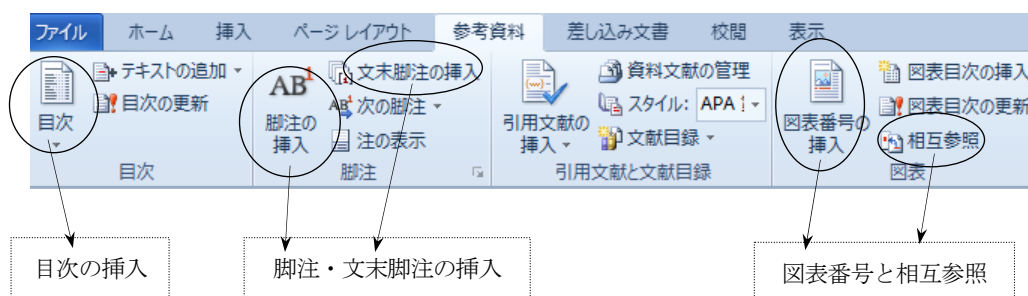 ファイル ホーム 挿入 ページ レイアウト 参考資料 差し込み文書 校閲 表示
目次
テキストの追加
目次の更新
目次
AB1
脚注の
挿入
文末脚注の挿入
AB1 次の脚注
注の表示
脚注
引用文献の
挿入
資料文献の管理
スタイル: APA
文献目録
引用文献と文献目録
図表番号の
挿入
図表目次の挿入
図表目次の更新
相互参照
図表
目次の挿入
脚注・文末脚注の挿入
図表番号と相互参照